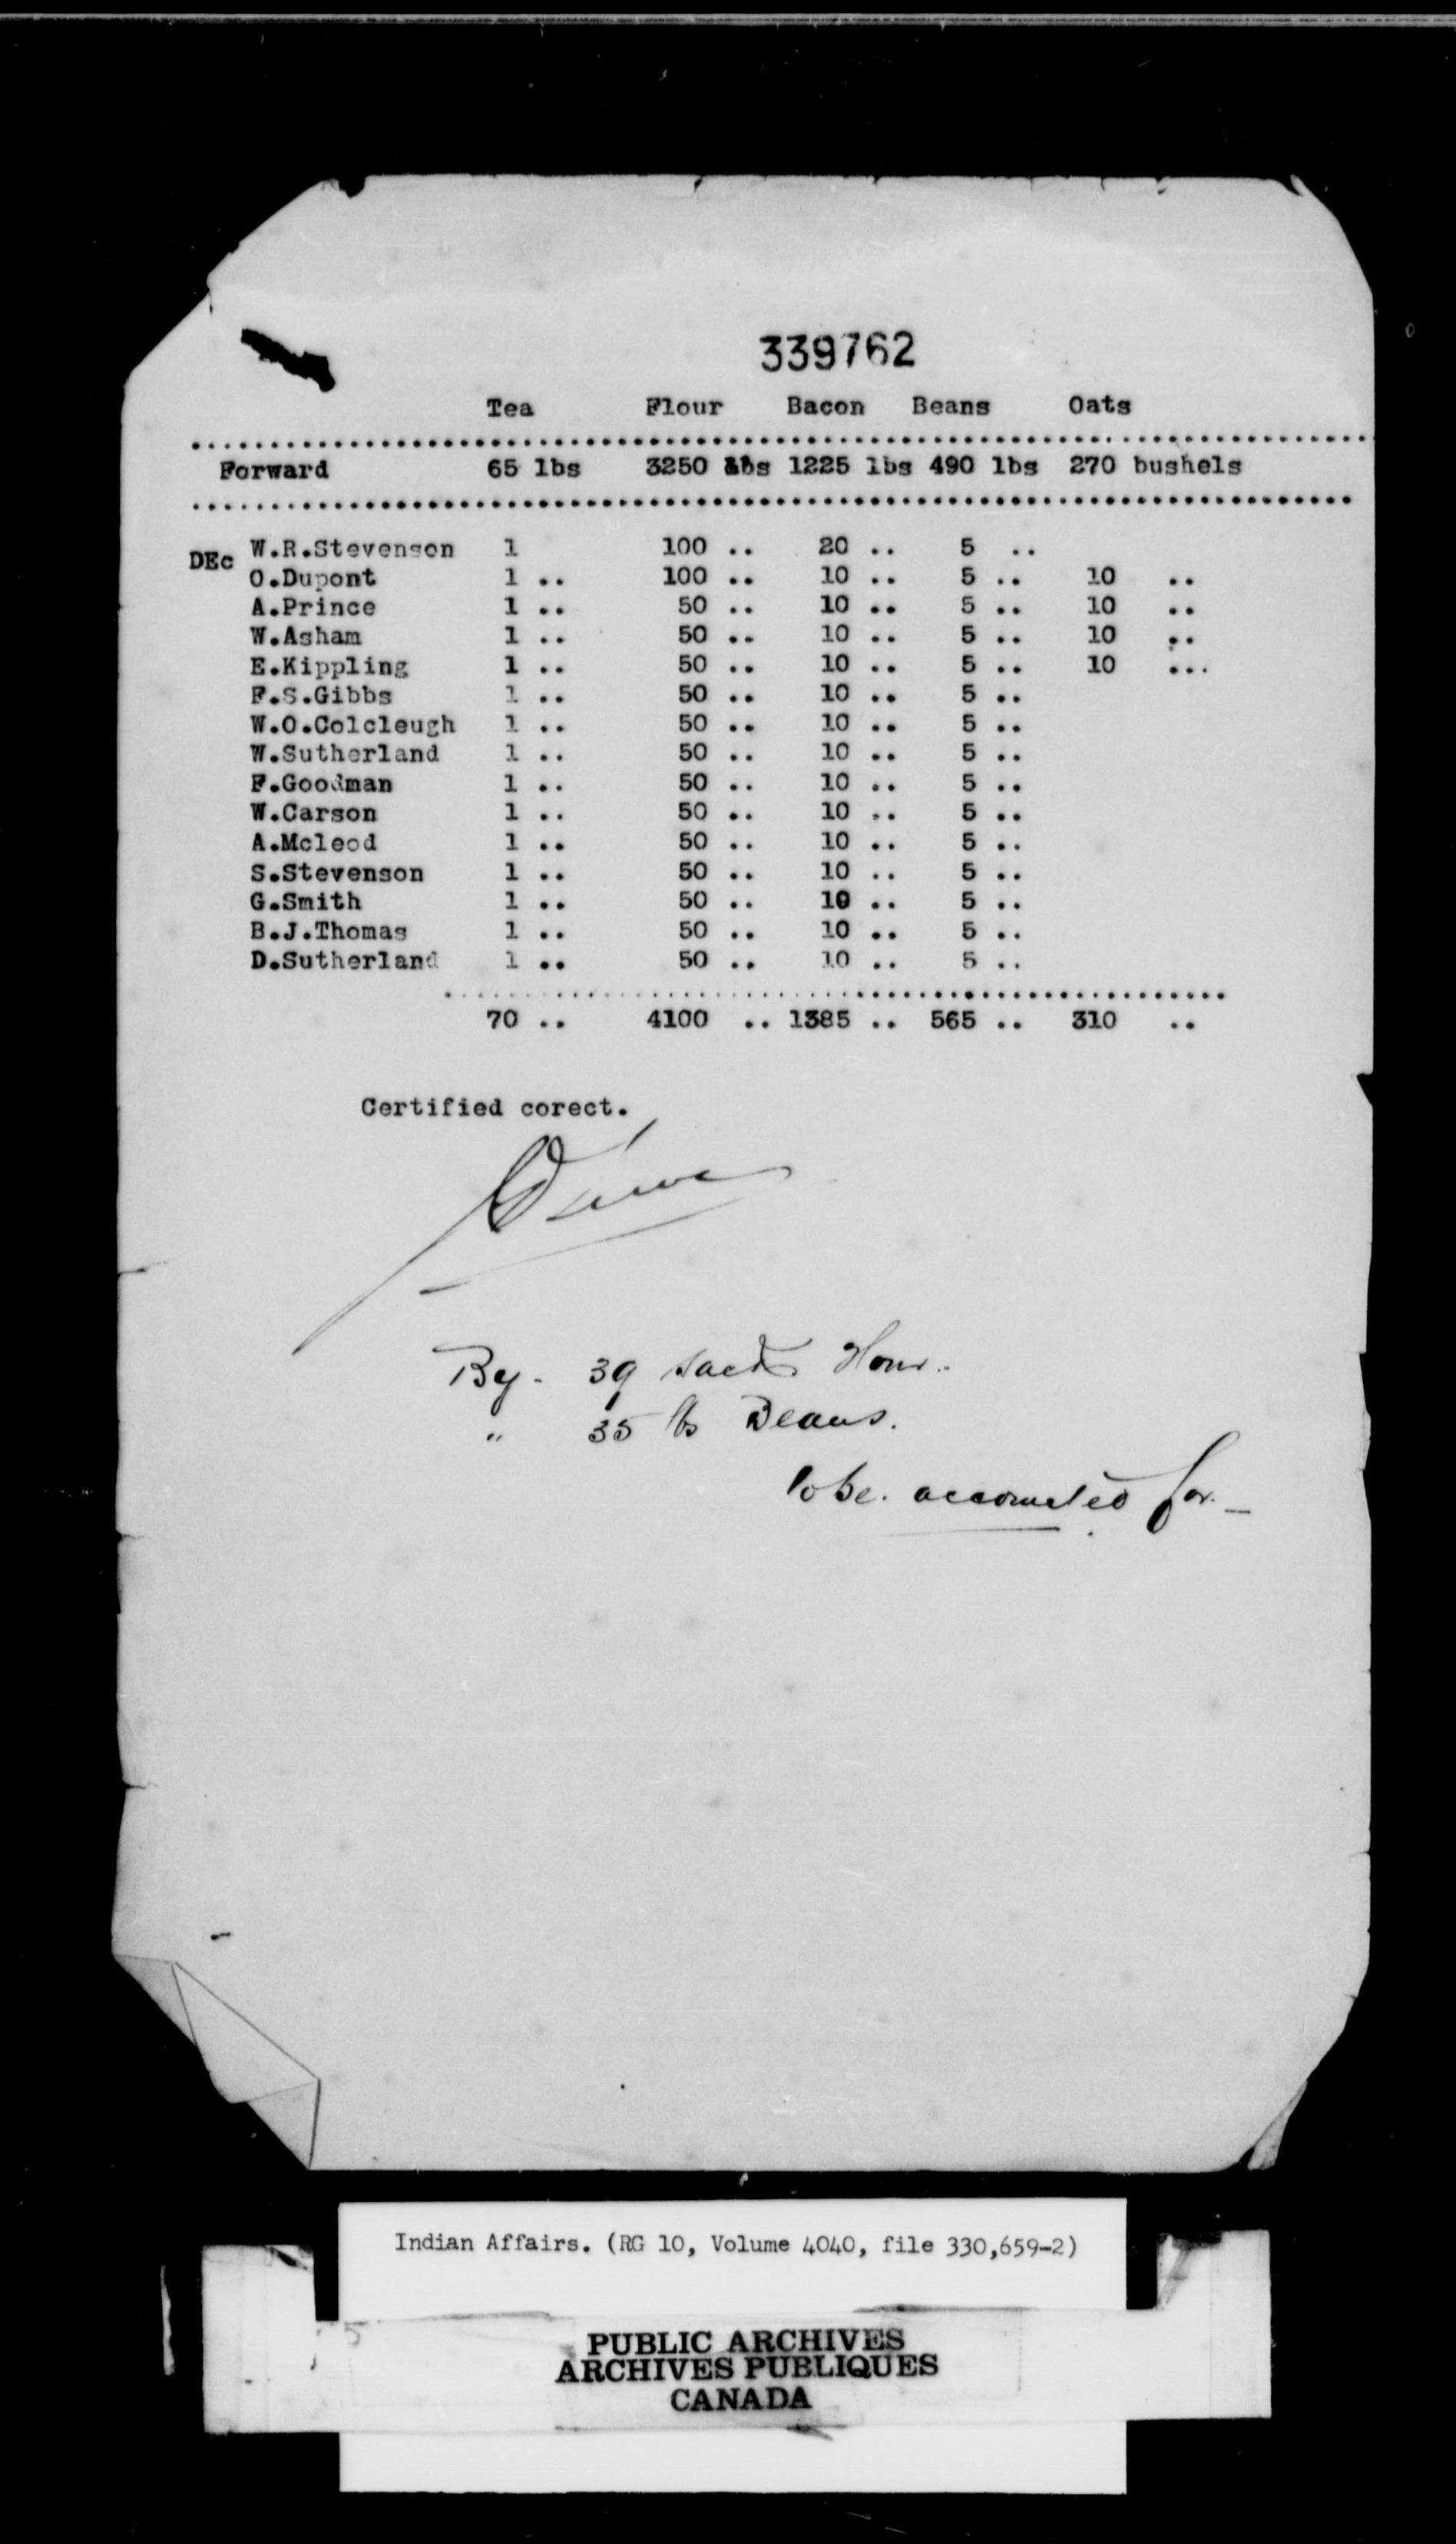 339762
Tea Flour Bacon Beans Oats
Forward 65 lbs 3250 lbs 1225 lbs 490 lbs 270 bushels
DEc W.R.Stevenson 1 100 .. 20 .. 5 ..
O.Dupont 1 .. 100 .. 10 .. 5 .. 10 ..
A.Prince 1 .. 50 .. 10 .. 5 .. 10 ..
W.Asham 1 .. 50 .. 10 .. 5 .. 10 ..
E.Kippling 1 .. 50 .. 10 .. 5 .. 10 ...
F.S.Gibbs 1 .. 50 .. 10 .. 5 ..
W.O.Colcleugh 1 .. 50 .. 10 .. 5 ..
W.Sutherland 1 .. 50 .. 10 .. 5 ..
F.Goodman 1 .. 50 .. 10 .. 5 ..
W.Carson 1 .. 50 .. 10 .. 5 ..
A.Mcleod 1 .. 50 .. 10 .. 5 ..
S.Stevenson 1 .. 50 .. 10 .. 5 ..
G.Smith 1 .. 50 .. 10 .. 5 ..
B.J.Thomas 1 .. 50 .. 10 .. 5 ..
D.Sutherland 1 .. 50 .. 10 .. 5 ..
70 .. 4100 .. 1385 .. 565 .. 310 ..
Certified corect.
By - 39 sacks Flour.
" 35 lbs Beans.
to be. accounted for. _
Indian Affairs. (RG 10, Volume 4040, file 330,659-2)
PUBLIC ARCHIVES
ARCHIVES PUBLIQUES
CANADA